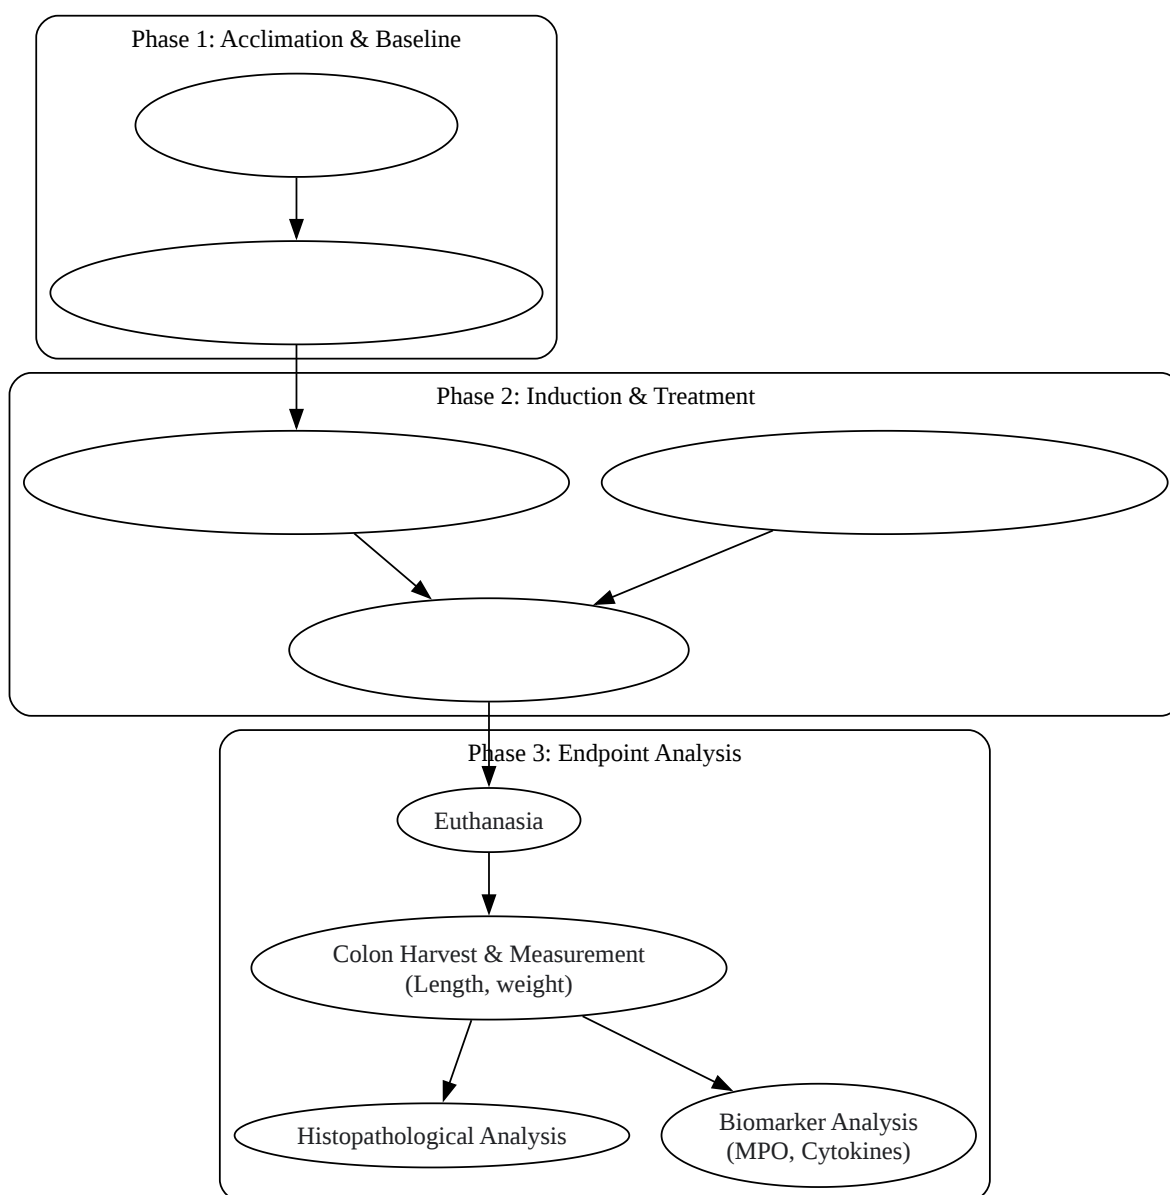 Phase 1: Acclimation & Baseline
Phase 2: Induction & Treatment
Phase 3: Endpoint Analysis
Euthanasia
Colon Harvest & Measurement
(Length, weight)
Histopathological Analysis
Biomarker Analysis
(MPO, Cytokines)